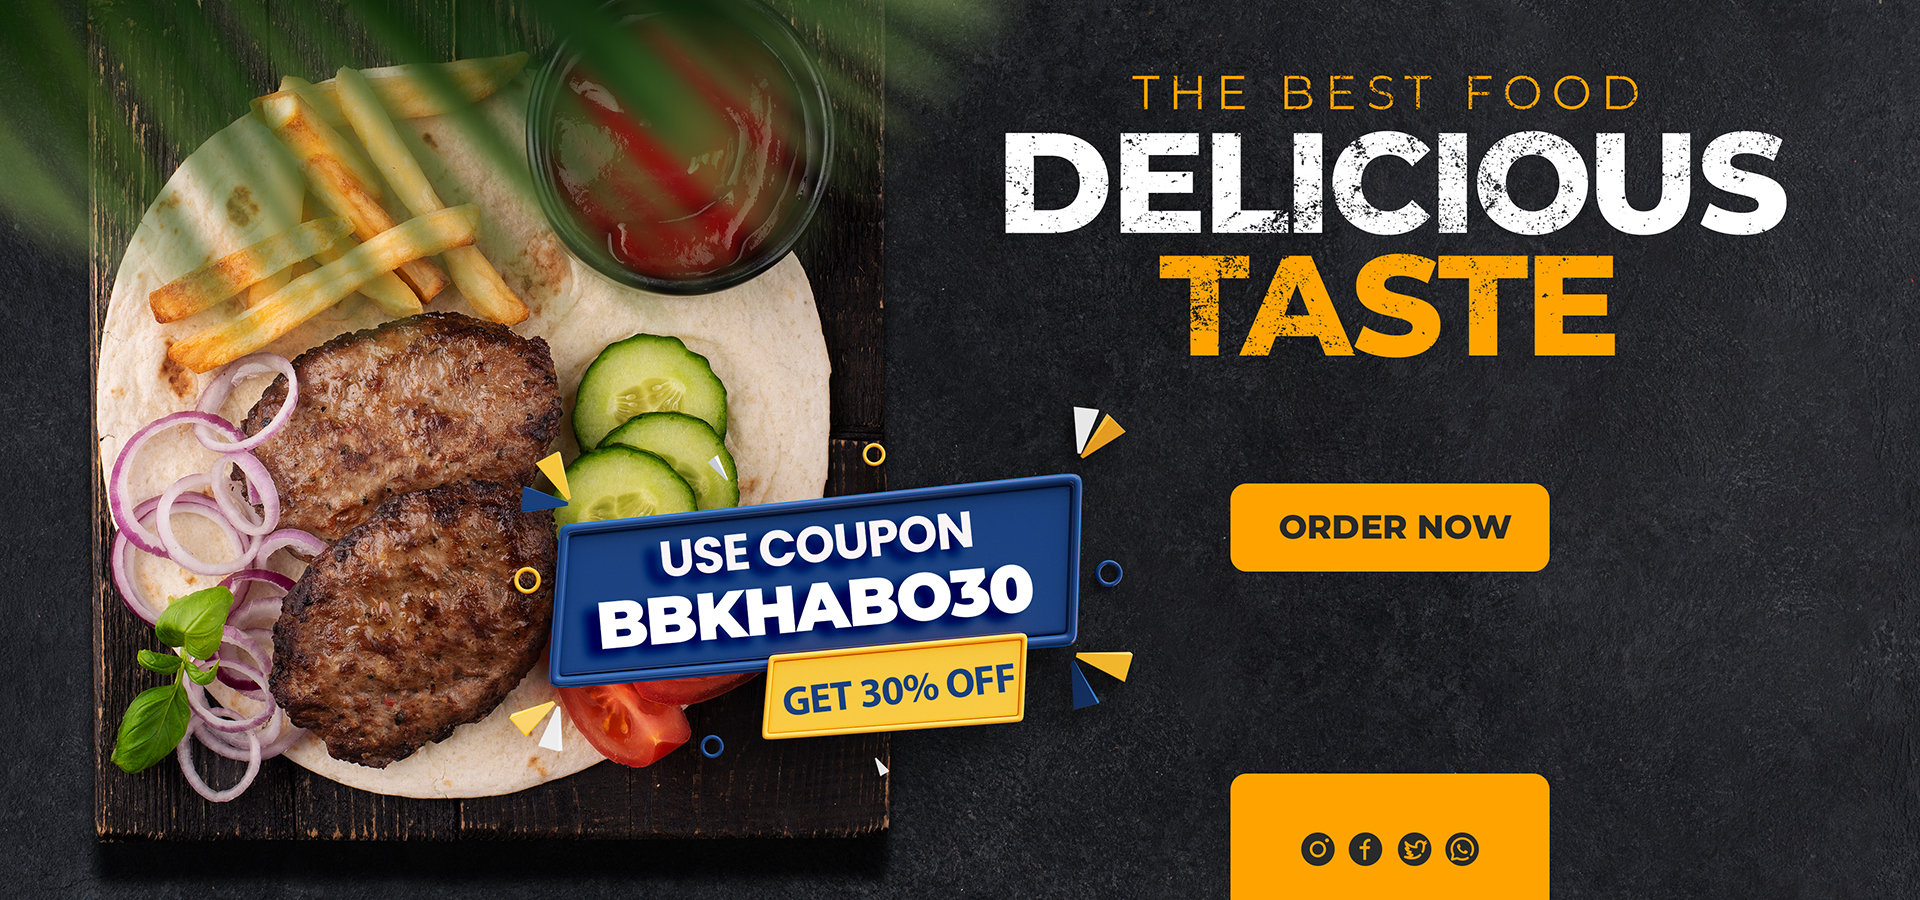 THE BEST FOOD
DELICIOUS
TASTE
USE COUPON
BBKHABO30
GET 30% OFF
ORDER NOW